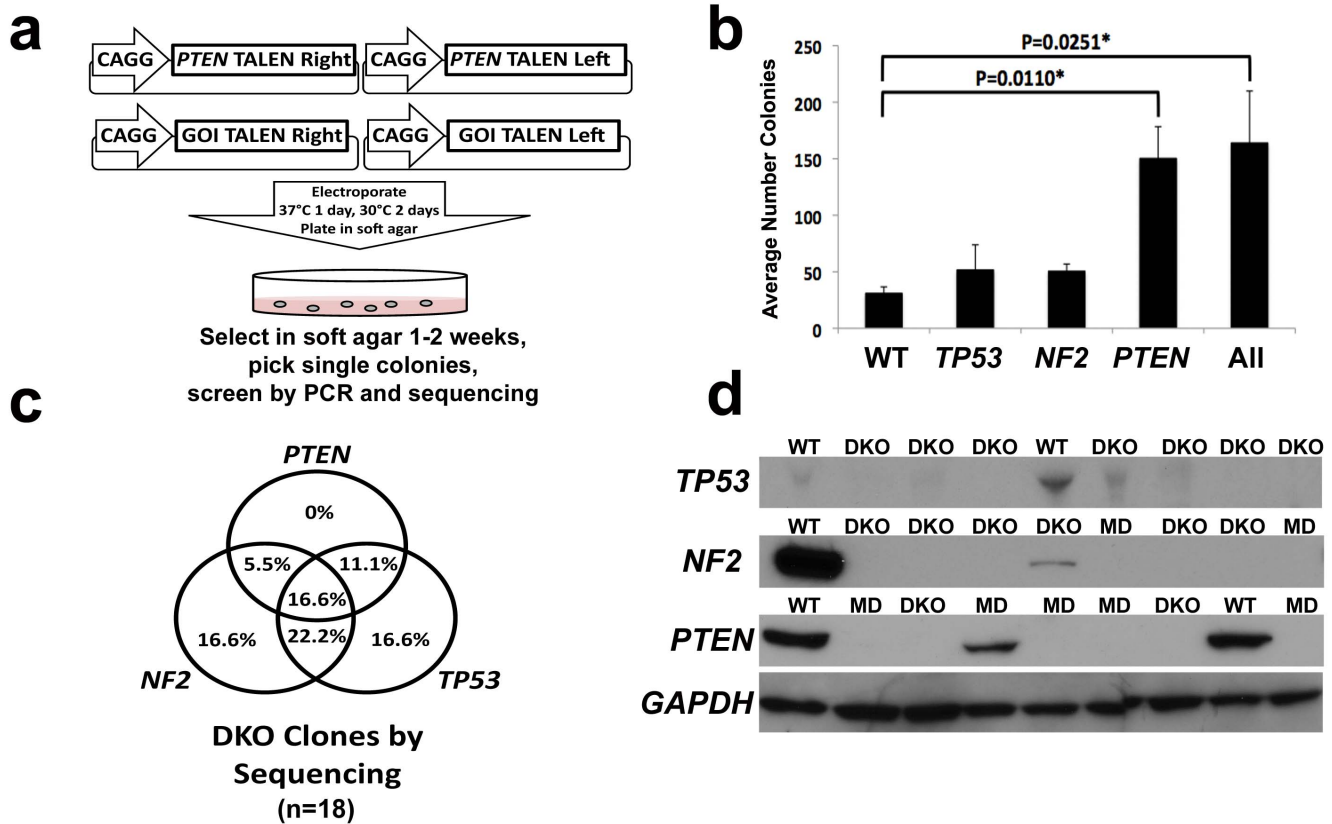 a
CAGG PTEN TALEN Right CAGG PTEN TALEN Left
CAGG GOI TALEN Right CAGG GOI TALEN Left
Electroporate
37°C 1 day, 30°C 2 days
Plate in soft agar
Select in soft agar 1-2 weeks,
pick single colonies,
screen by PCR and sequencing
b
Average Number Colonies
250
200
150
100
50
0
P=0.0251*
P=0.0110*
WT TP53 NF2 PTEN All
c
PTEN
0%
5.5% 11.1%
16.6%
16.6% 22.2% 16.6%
NF2 TP53
DKO Clones by
Sequencing
(n=18)
d
WT DKO DKO DKO WT DKO DKO DKO DKO
TP53
WT DKO DKO DKO DKO MD DKO DKO MD
NF2
WT MD DKO MD MD MD DKO WT MD
PTEN
GAPDH